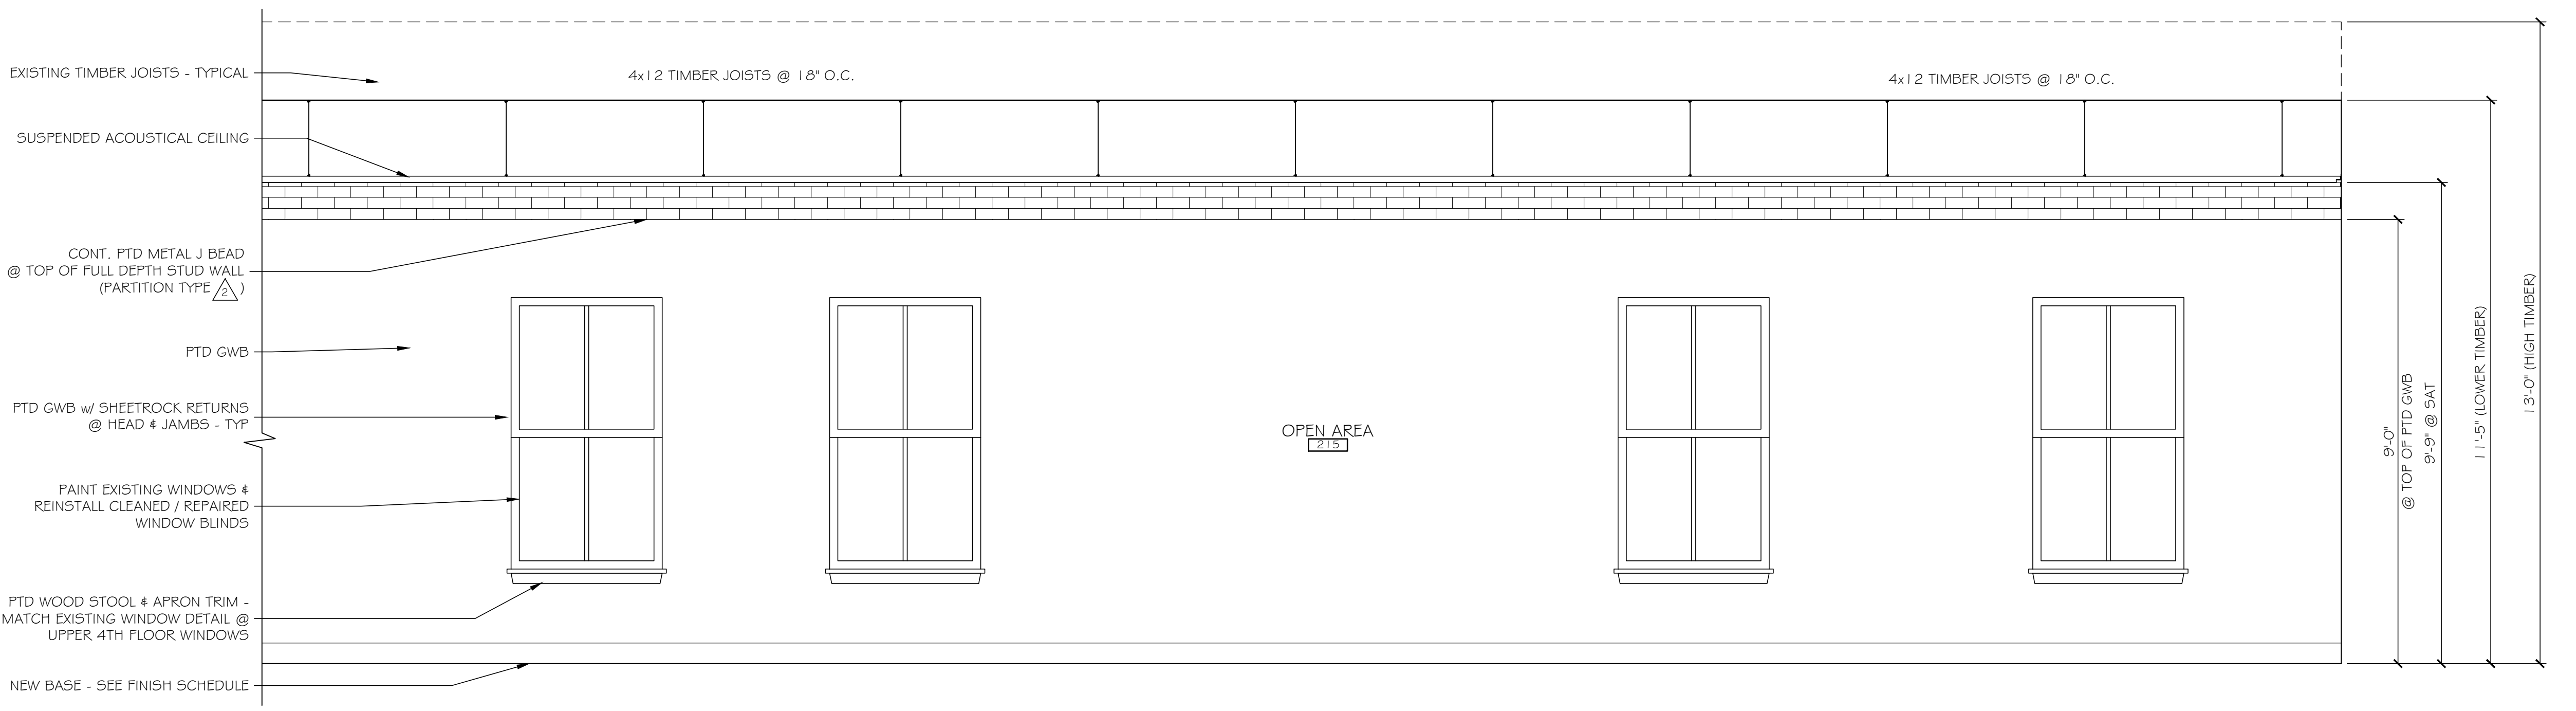 EXISTING TIMBER JOISTS - TYPICAL
4x12 TIMBER JOISTS @ 18" O.C.
4x12 TIMBER JOISTS @ 18" O.C.
SUSPENDED ACOUSTICAL CEILING
CONT. PTD METAL J BEAD
@ TOP OF FULL DEPTH STUD WALL
(PARTITION TYPE 2 )
PTD GWB
PTD GWB w/ SHEETROCK RETURNS
@ HEAD & JAMBS - TYP
PAINT EXISTING WINDOWS &
REINSTALL CLEANED / REPAIRED
WINDOW BLINDS
PTD WOOD STOOL & APRON TRIM -
MATCH EXISTING WINDOW DETAIL @
UPPER 4TH FLOOR WINDOWS
NEW BASE - SEE FINISH SCHEDULE
OPEN AREA
215
9'-0"
@ TOP OF PTD GWB
9'-9" @ SAT
11'-5" (LOWER TIMBER)
13'-0" (HIGH TIMBER)